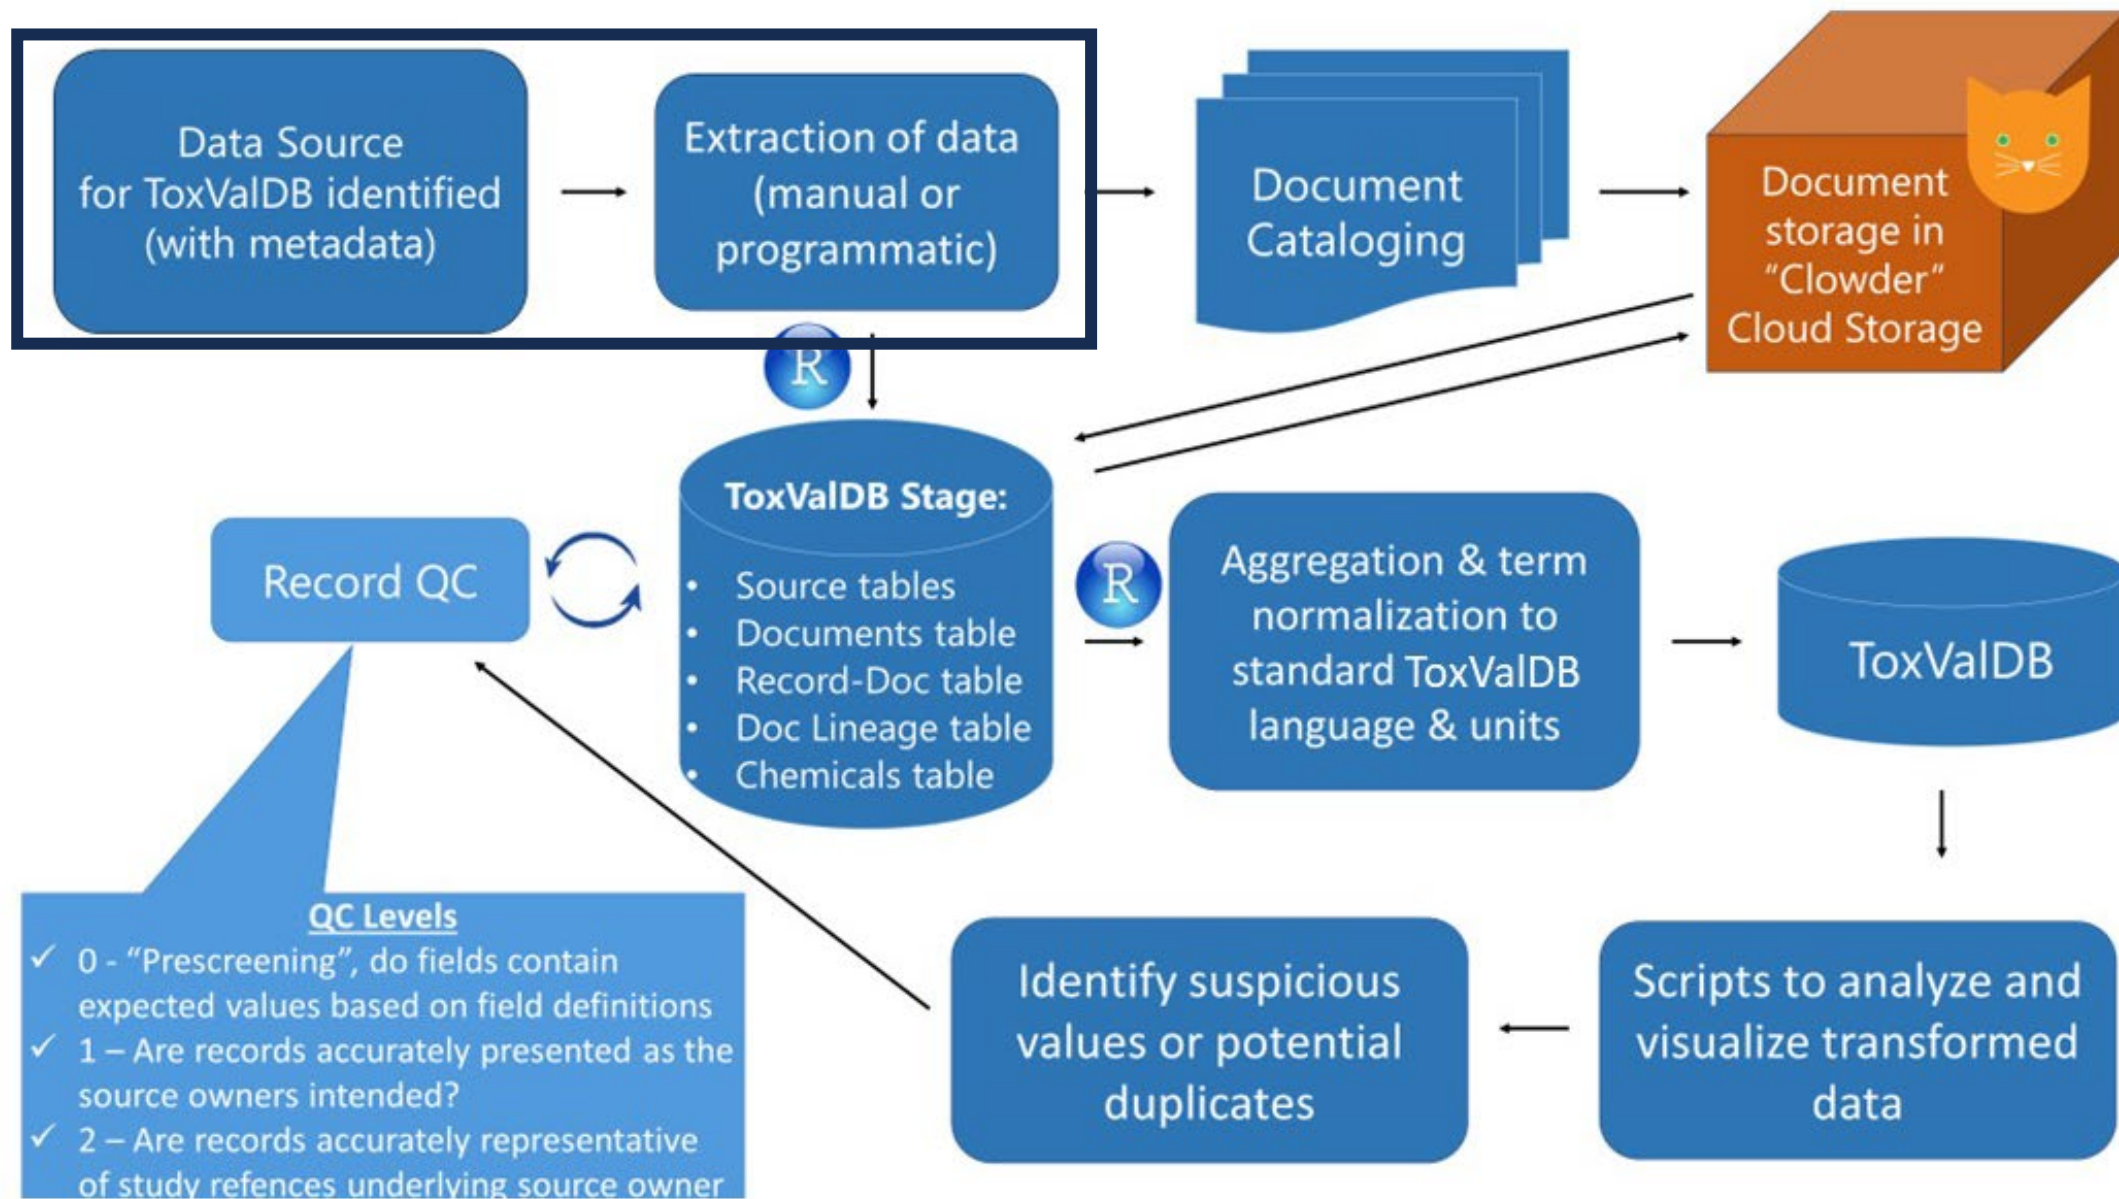 Data Source
for ToxValDB identified
(with metadata)
Extraction of data
(manual or
programmatic)
Document
Cataloging
Document
storage in
“Clowder”
Cloud Storage
R
ToxValDB Stage:
• Source tables
• Documents table
• Record-Doc table
• Doc Lineage table
• Chemicals table
Record QC
R
Aggregation & term
normalization to
standard ToxValDB
language & units
ToxValDB
QC Levels
✓ 0 - “Prescreening”, do fields contain
expected values based on field definitions
✓ 1 – Are records accurately presented as the
source owners intended?
✓ 2 – Are records accurately representative
of study refences underlying source owner
Identify suspicious
values or potential
duplicates
Scripts to analyze and
visualize transformed
data